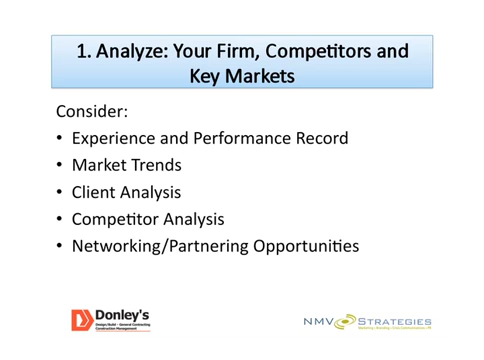 1. Analyze: Your Firm, Competitors and
Key Markets
Consider:
• Experience and Performance Record
• Market Trends
• Client Analysis
• Competitor Analysis
• Networking/Partnering Opportunities
Donley's
Design/Build - General Contracting
Construction Management
NMV STRATEGIES